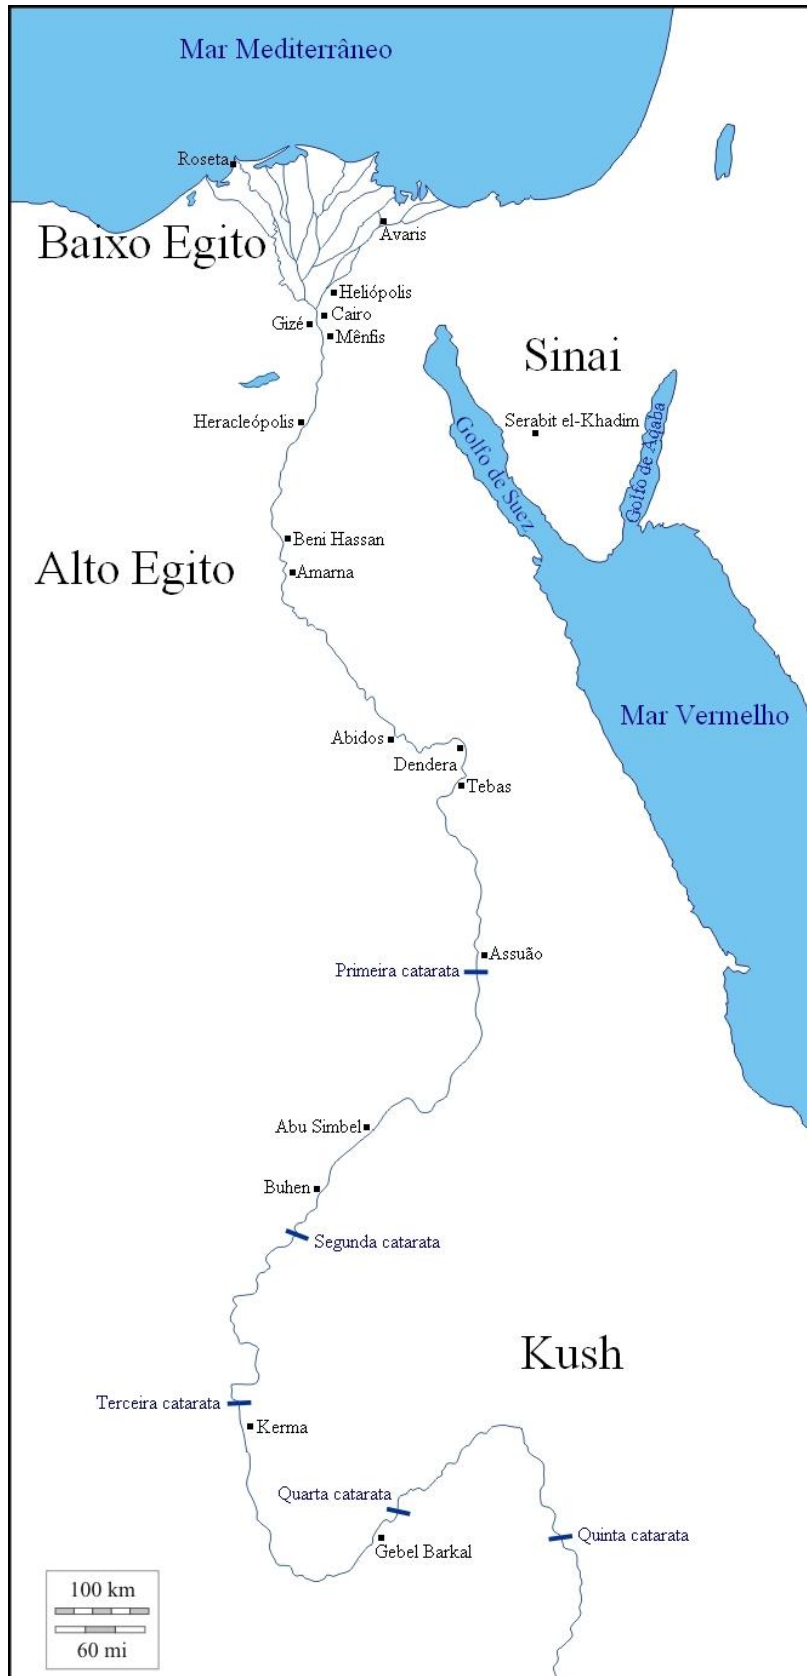 Mar Mediterrâneo
Roseta
Baixo Egito
Avaris
Heliópolis
Cairo
Gizé
Mênfis
Sinai
Heracleópolis
Serabit el-Khadim
Golfo de Suez
Golfo de Aqaba
Beni Hassan
Alto Egito
Amarna
Mar Vermelho
Abidos
Dendera
Tebas
Assuão
Primeira catarata
Abu Simbel
Buhen
Segunda catarata
Kush
Terceira catarata
Kerma
Quarta catarata
Quinta catarata
Gebel Barkal
100 km
60 mi